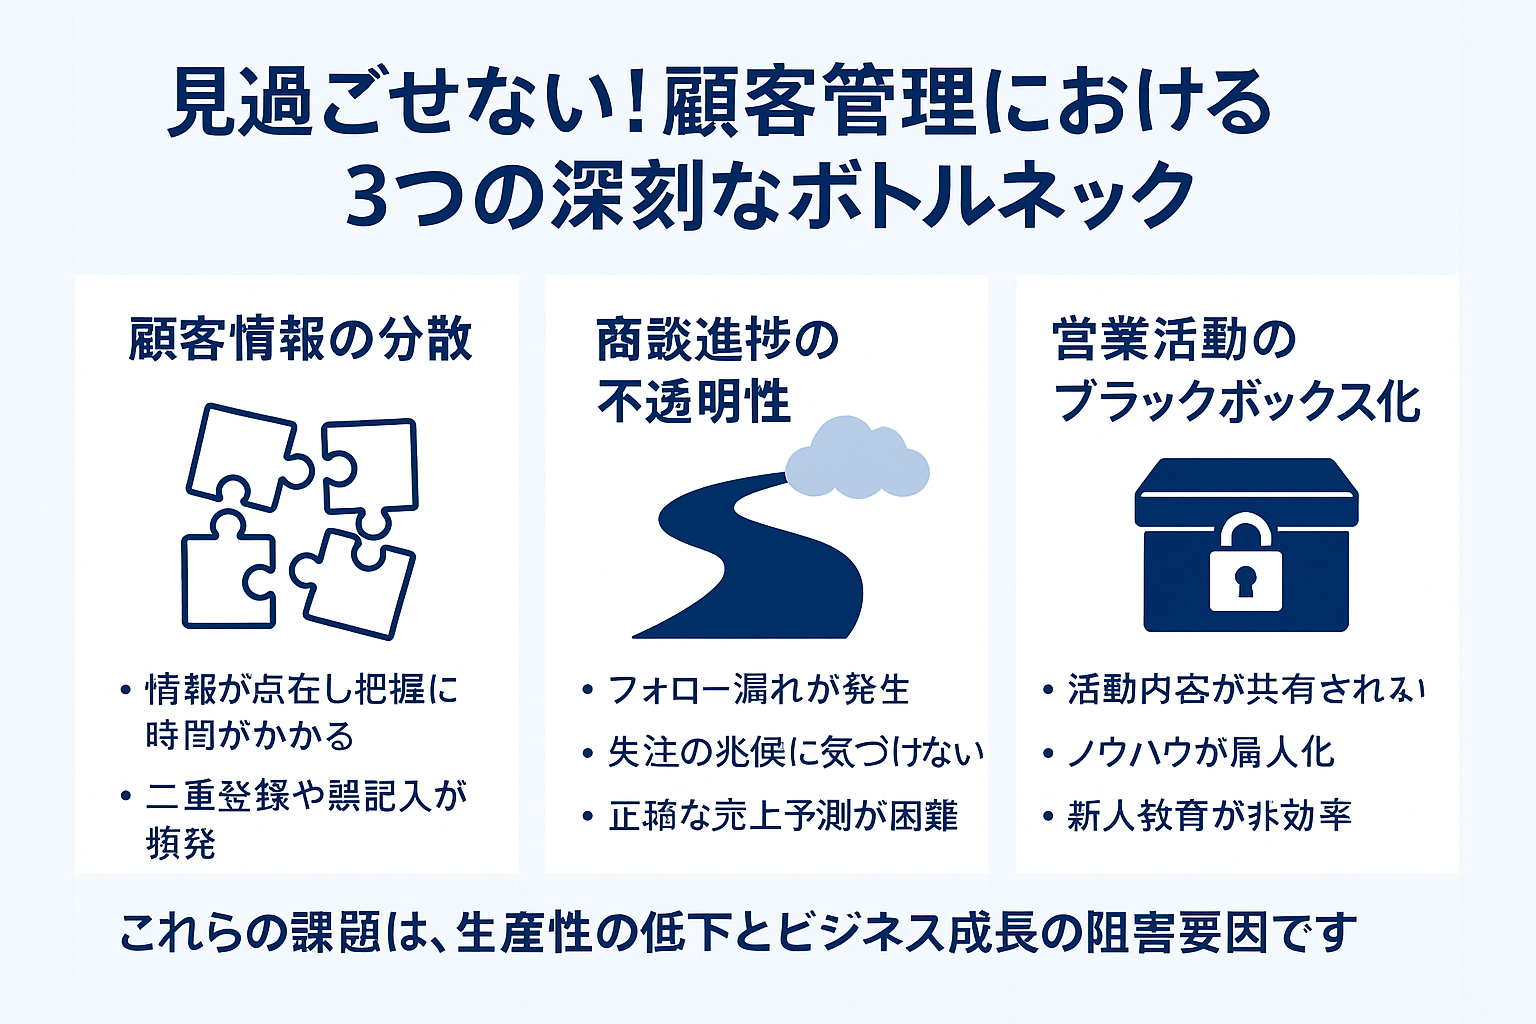 見過ごせない！顧客管理における
3つの深刻なボトルネック
顧客情報の分散
• 情報が点在し把握に
時間がかかる
• 二重登録や誤記入が
頻発
商談進捗の
不透明性
• フォロー漏れが発生
• 失注の兆候に気づけない
• 正確な売上予測が困難
営業活動の
ブラックボックス化
• 活動内容が共有されない
• ノウハウが属人化
• 新人教育が非効率
これらの課題は、生産性の低下とビジネス成長の阻害要因です